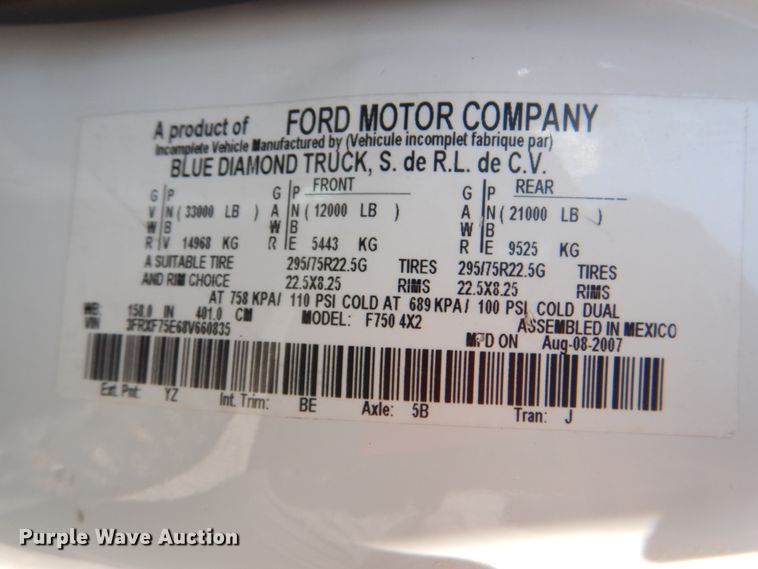 A product of FORD MOTOR COMPANY
Incomplete Vehicle Manufactured by (Vehicule incomplet fabrique par)
BLUE DIAMOND TRUCK, S. de R.L. de C.V.
G P G P FRONT G P REAR
V N ( 33000 LB ) A N ( 12000 LB ) A N ( 21000 LB )
W B W B W B
R V 14968 KG R E 5443 KG R E 9525 KG
A SUITABLE TIRE 295/75R22.5G TIRES 295/75R22.5G TIRES
AND RIM CHOICE 22.5X8.25 RIMS 22.5X8.25 RIMS
AT 758 KPA/ 110 PSI COLD AT 689 KPA/ 100 PSI, COLD DUAL
WB: 158.0 IN 401.0 CM MODEL: F750 4X2 ASSEMBLED IN MEXICO
VIN 3FRXF75E68V660835 MFD ON Aug-08-2007
Ext. Pnt: YZ Int. Trim: BE Axle: 5B Tran: J
Purple Wave Auction